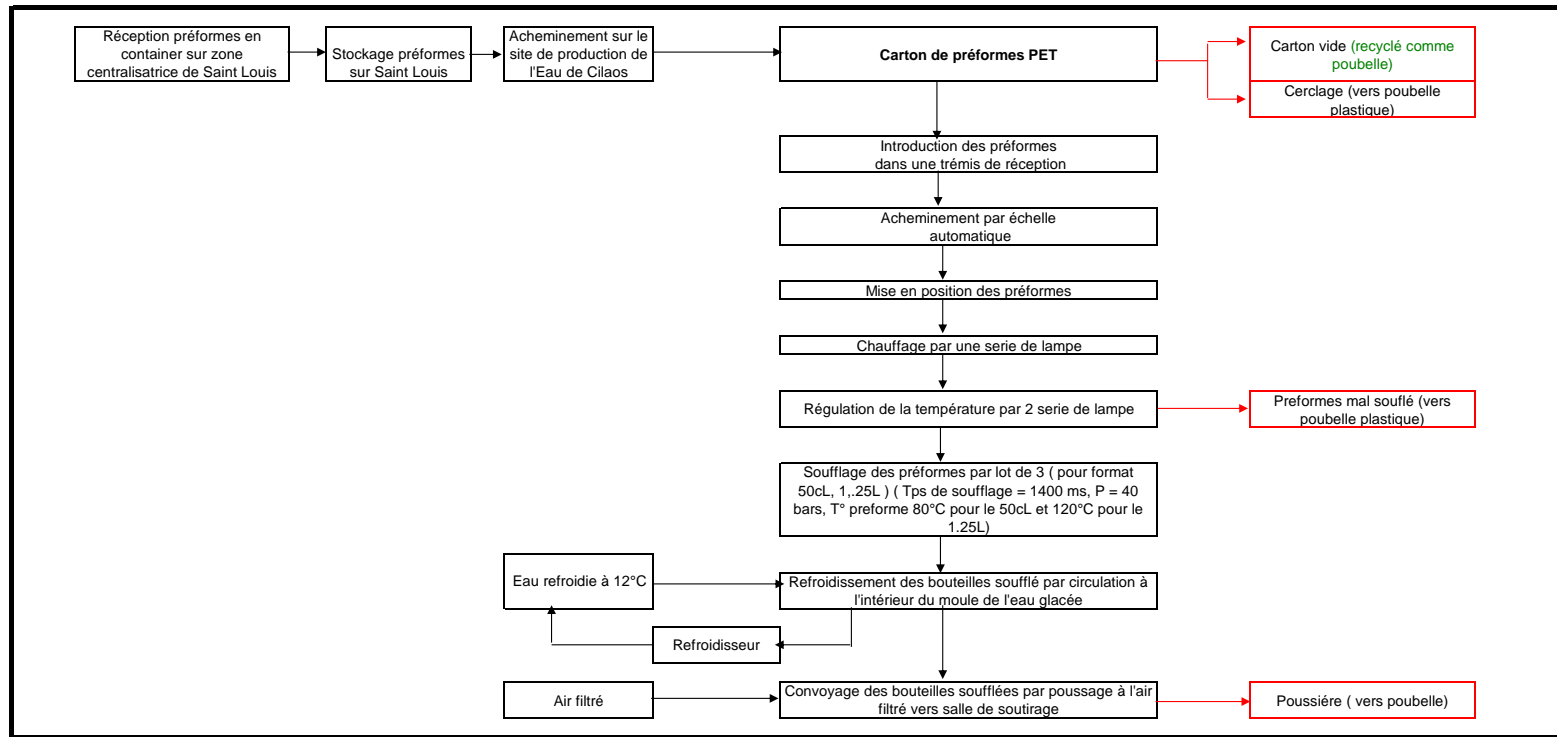 Réception préformes en
container sur zone
centralisatrice de Saint Louis
Stockage préformes
sur Saint Louis
Acheminement sur le
site de production de
l'Eau de Cilaos
Carton de préformes PET
Carton vide (recyclé comme
poubelle)
Cerclage (vers poubelle
plastique)
Introduction des préformes
dans une trémis de réception
Acheminement par échelle
automatique
Mise en position des préformes
Chauffage par une serie de lampe
Régulation de la température par 2 serie de lampe
Preformes mal souflé (vers
poubelle plastique)
Soufflage des préformes par lot de 3 ( pour format
50cL, 1,.25L ) ( Tps de soufflage = 1400 ms, P = 40
bars, T° preforme 80°C pour le 50cL et 120°C pour le
1.25L)
Eau refroidie à 12°C
Refroidissement des bouteilles soufflé par circulation à
l'intérieur du moule de l'eau glacée
Refroidisseur
Air filtré
Convoyage des bouteilles soufflées par poussage à l'air
filtré vers salle de soutirage
Poussiére ( vers poubelle)